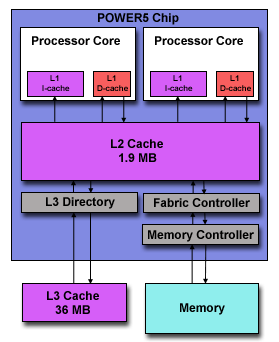 POWER5 Chip
Processor Core
Processor Core
L1
I-cache
L1
D-cache
L1
I-cache
L1
D-cache
L2 Cache
1.9 MB
L3 Directory
Fabric Controller
Memory Controller
L3 Cache
36 MB
Memory